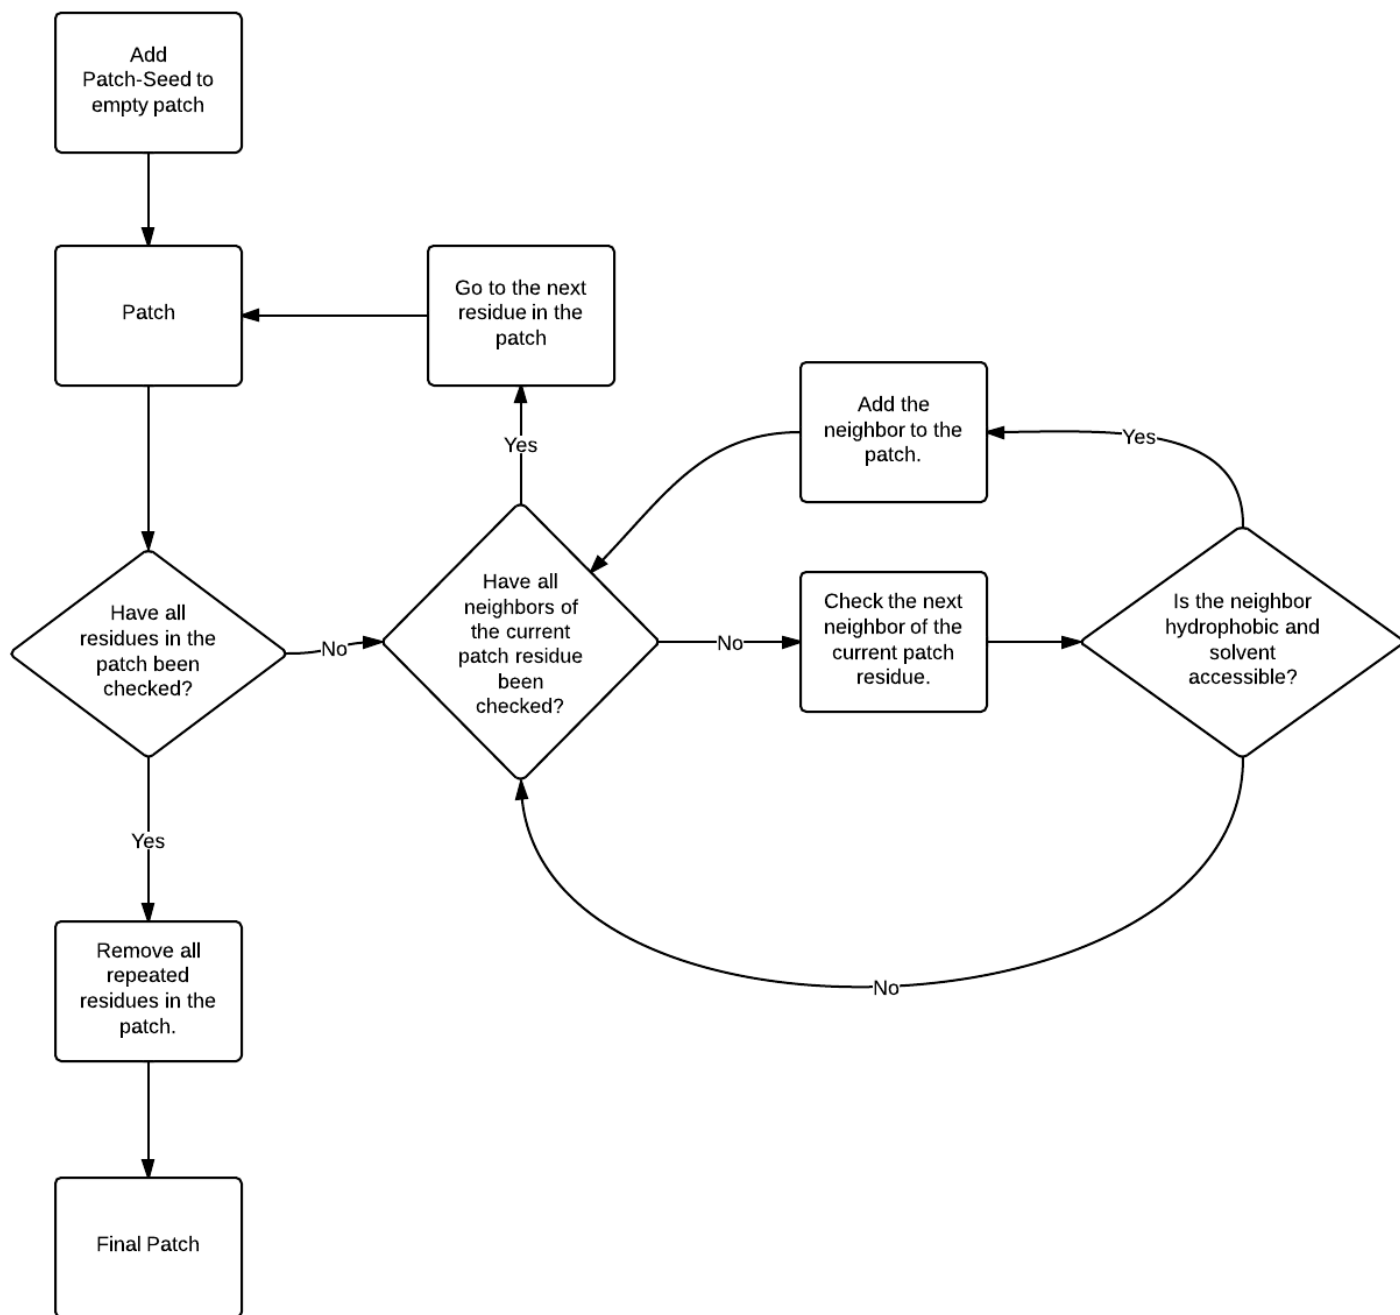 Add
Patch-Seed to
empty patch
Patch
Go to the next
residue in the
patch
Yes
Add the
neighbor to the
patch.
Yes
Have all
residues in the
patch been
checked?
No
Have all
neighbors of
the current
patch residue
been
checked?
No
Check the next
neighbor of the
current patch
residue.
Is the neighbor
hydrophobic and
solvent
accessible?
Yes
No
Remove all
repeated
residues in the
patch.
Final Patch